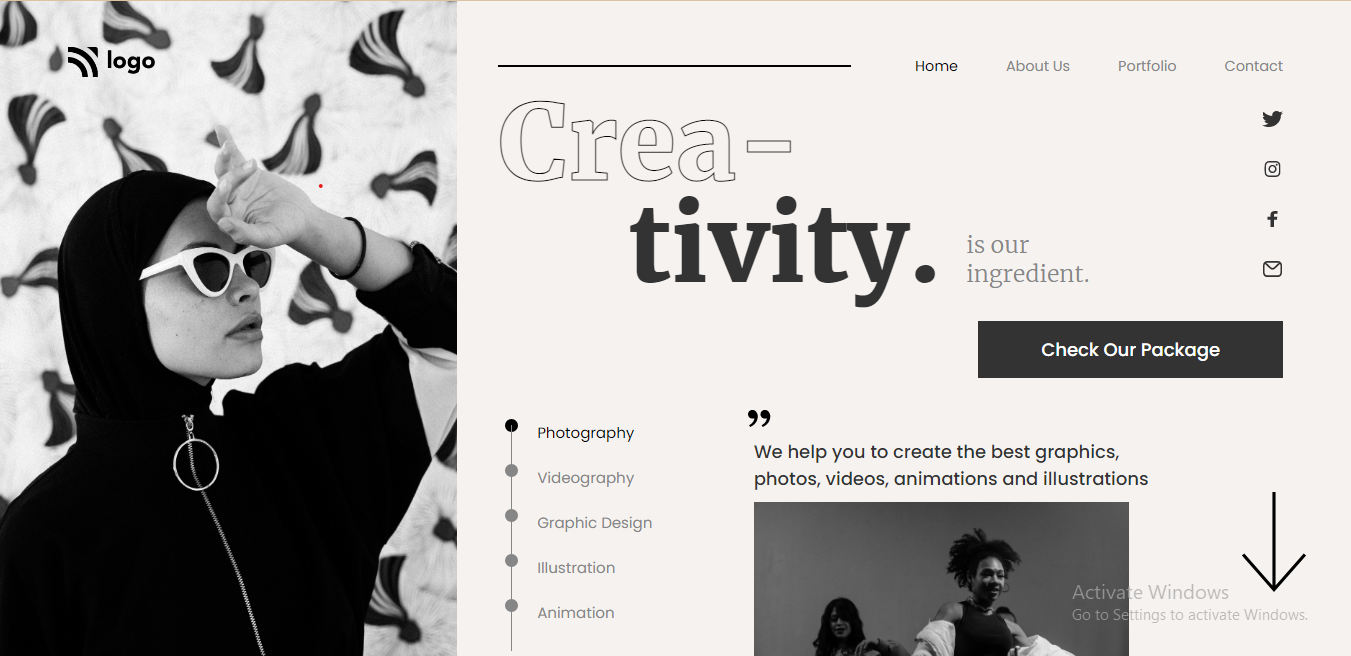 logo
Home About Us Portfolio Contact
Crea-
tivity.
is our
ingredient.
Check Our Package
Photography
Videography
Graphic Design
Illustration
Animation
”
We help you to create the best graphics,
photos, videos, animations and illustrations
Activate Windows
Go to Settings to activate Windows.